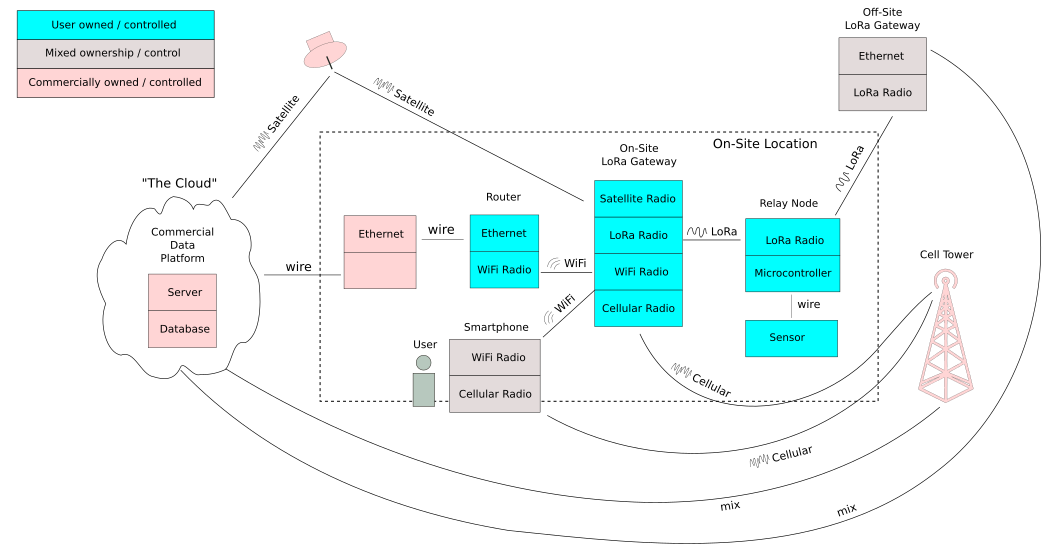 User owned / controlled
Mixed ownership / control
Commercially owned / controlled
Satellite
Satellite
Off-Site
LoRa Gateway
Ethernet
LoRa Radio
LoRa
On-Site Location
"The Cloud"
Commercial
Data
Platform
Server
Database
wire
Ethernet
wire
Router
Ethernet
WiFi Radio
WiFi
WiFi
On-Site
LoRa Gateway
Satellite Radio
LoRa Radio
WiFi Radio
Cellular Radio
LoRa
Relay Node
LoRa Radio
Microcontroller
wire
Sensor
Cell Tower
User
Smartphone
WiFi Radio
Cellular Radio
Cellular
Cellular
mix
mix